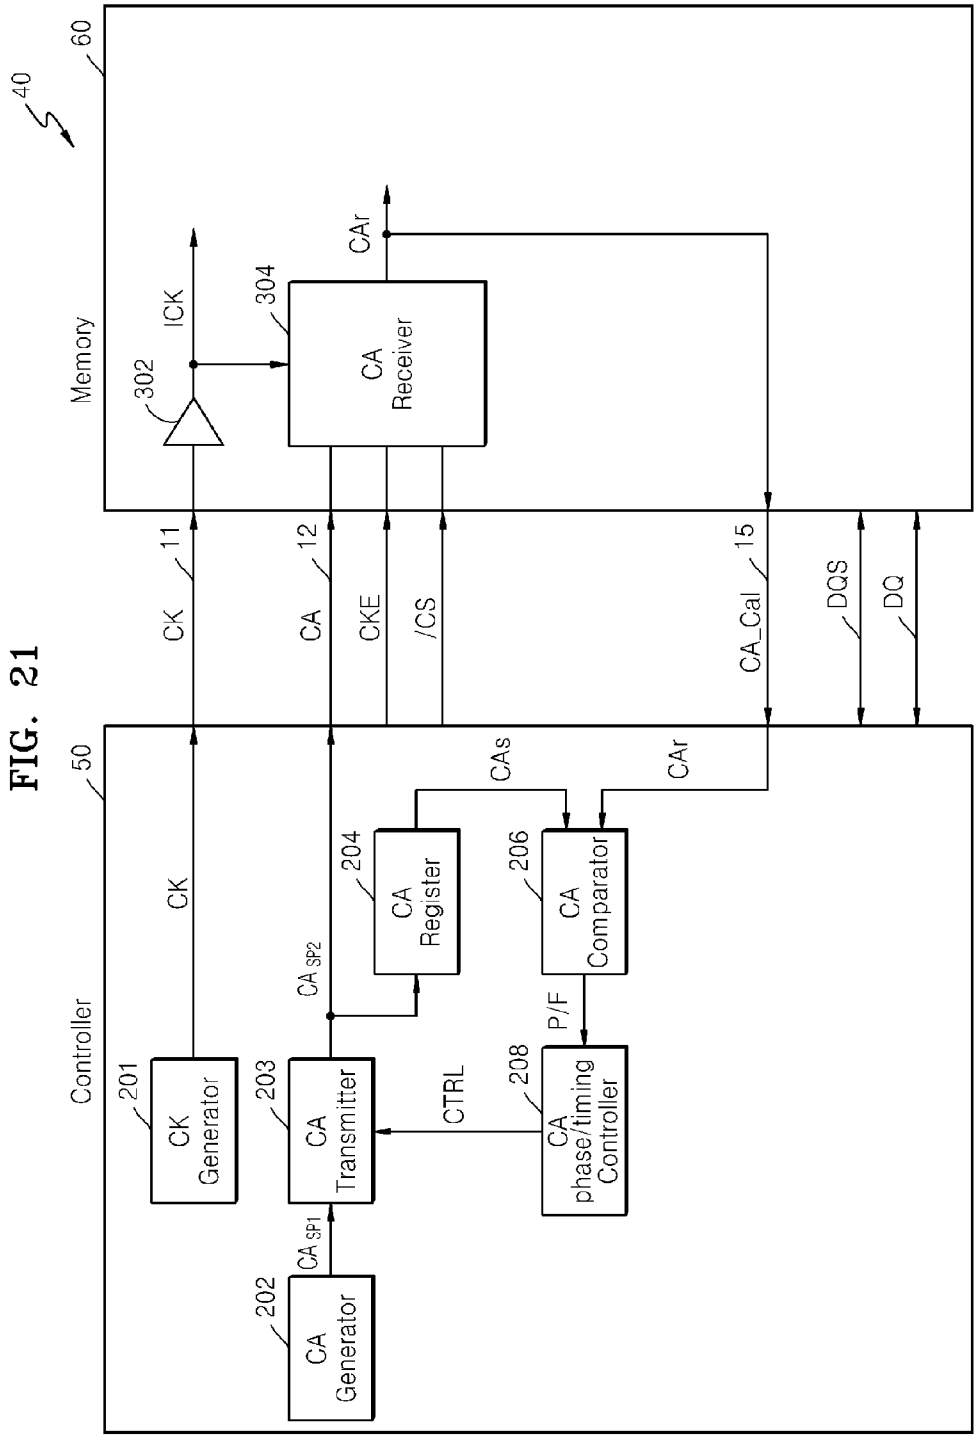 FIG. 21
40
Controller
50
Memory
60
201
CK
Generator
CK
CK
11
302
ICK
202
CA
Generator
CA SP1
203
CA
Transmitter
CA SP2
CA
12
304
CA
Receiver
CAr
CKE
/CS
204
CA
Register
CAs
CTRL
208
CA
phase/timing
Controller
P/F
206
CA
Comparator
CAr
CA_Cal
15
DQS
DQ